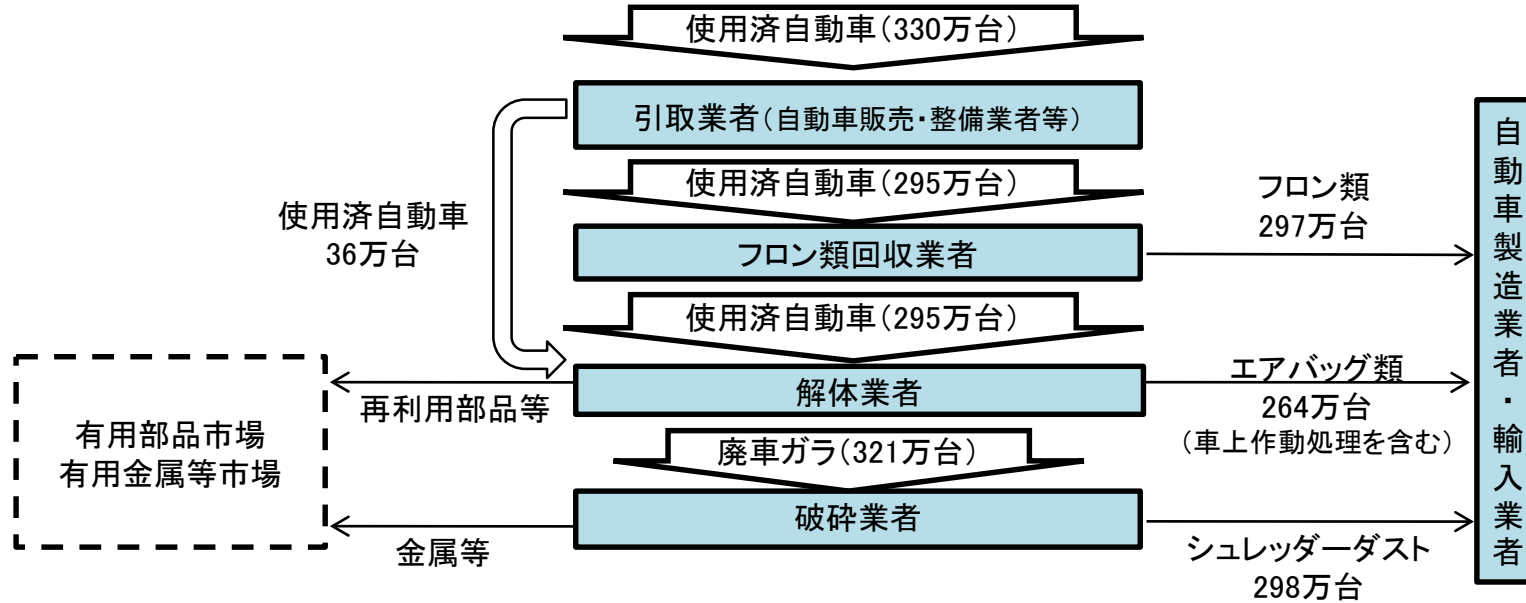 使用済自動車（330万台）
引取業者（自動車販売・整備業者等）
使用済自動車（295万台）
フロン類
297万台
使用済自動車
36万台
フロン類回収業者
使用済自動車（295万台）
解体業者
エアバッグ類
264万台
（車上作動処理を含む）
再利用部品等
有用部品市場
有用金属等市場
廃車ガラ（321万台）
破砕業者
金属等
シュレッダーダスト
298万台
自動車製造業者・輸入業者